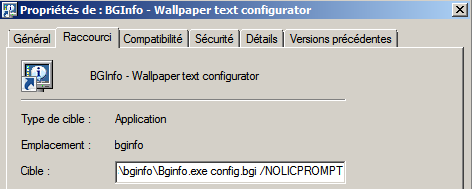 Propriétés de : BGInfo - Wallpaper text configurator
Général Raccourci Compatibilité Sécurité Détails Versions précédentes
BGInfo - Wallpaper text configurator
Type de cible : Application
Emplacement : bginfo
Cible : \bginfo\Bginfo.exe config.bgi /NOLICPROMPT